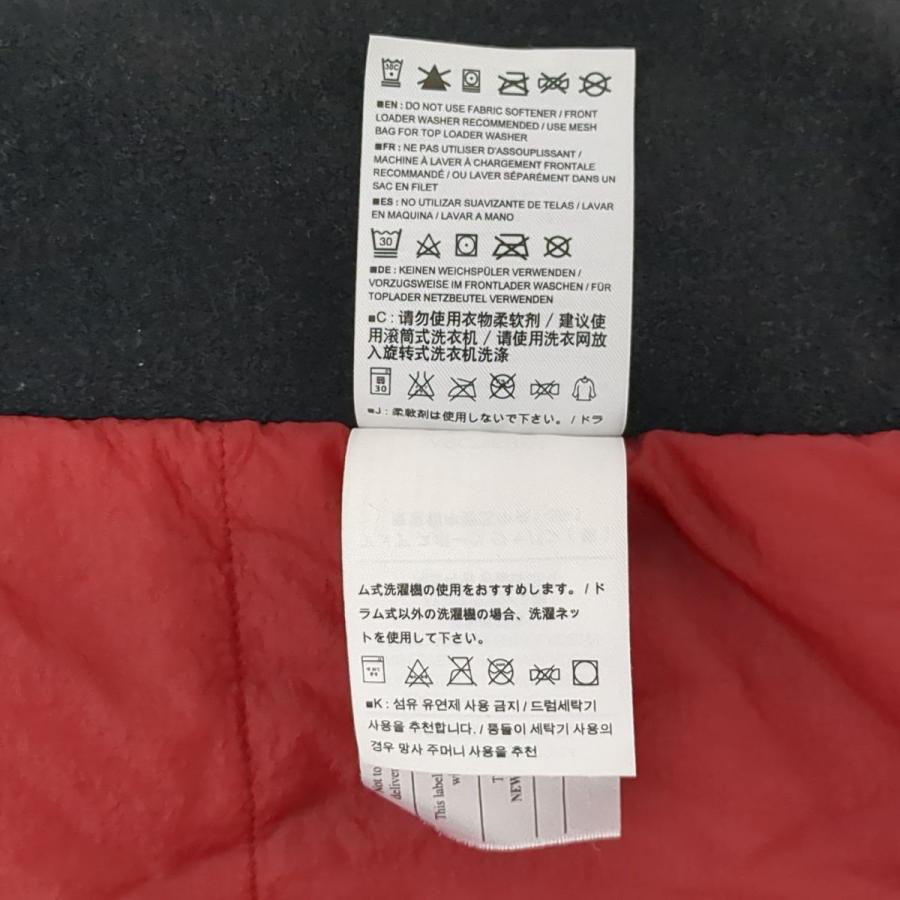 30C
■EN : DO NOT USE FABRIC SOFTENER / FRONT
LOADER WASHER RECOMMENDED / USE MESH
BAG FOR TOP LOADER WASHER
■FR : NE PAS UTILISER D'ASSOUPLISSANT /
MACHINE À LAVER À CHARGEMENT FRONTALE
RECOMMANDÉ / OU LAVER SÉPARÉMENT DANS UN
SAC EN FILET
■ES : NO UTILIZAR SUAVIZANTE DE TELAS / LAVAR
EN MAQUINA / LAVAR A MANO
30
■DE : KEINEN WEICHSPÜLER VERWENDEN /
VORZUGSWEISE IM FRONTLADER WASCHEN / FÜR
TOPLADER NETZBEUTEL VERWENDEN
■C : 请勿使用衣物柔软剂 / 建议使
用滚筒式洗衣机 / 请使用洗衣网放
入旋转式洗衣机洗涤
30
■J : 柔軟剤は使用しないで下さい。/ ドラ
ム式洗濯機の使用をおすすめします。/ ド
ラム式以外の洗濯機の場合、洗濯ネッ
トを使用して下さい。
■K : 섬유 유연제 사용 금지 / 드럼세탁기
사용을 추천합니다. / 통돌이 세탁기 사용의
경우 망사 주머니 사용을 추천
Not to
deliver
This label
NEW